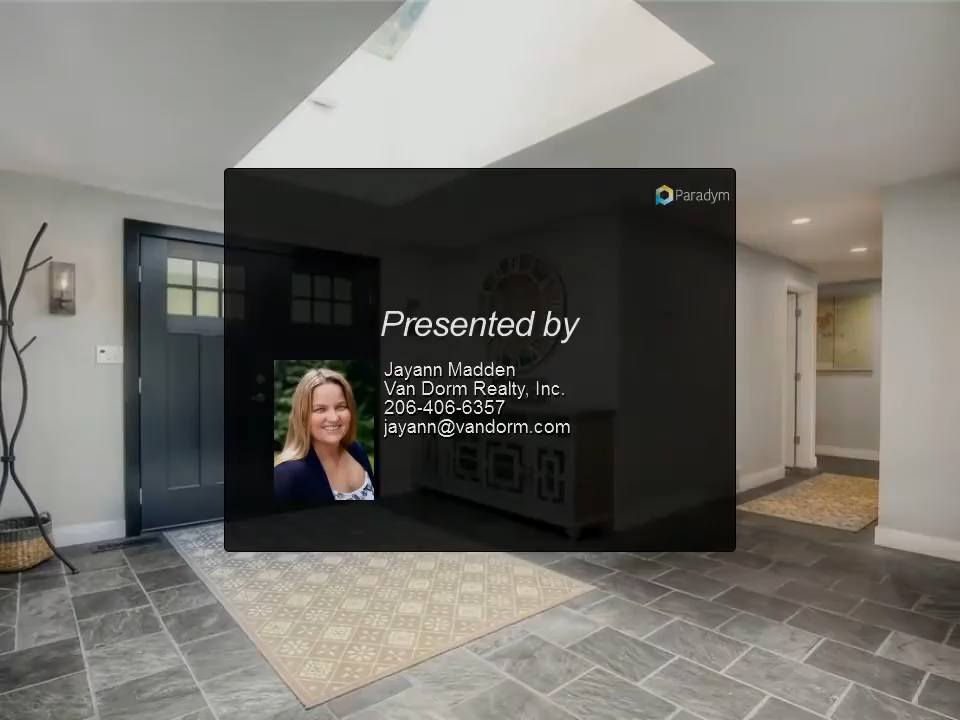 Paradym
Presented by
Jayann Madden
Van Dorm Realty, Inc.
206-406-6357
jayann@vandorm.com